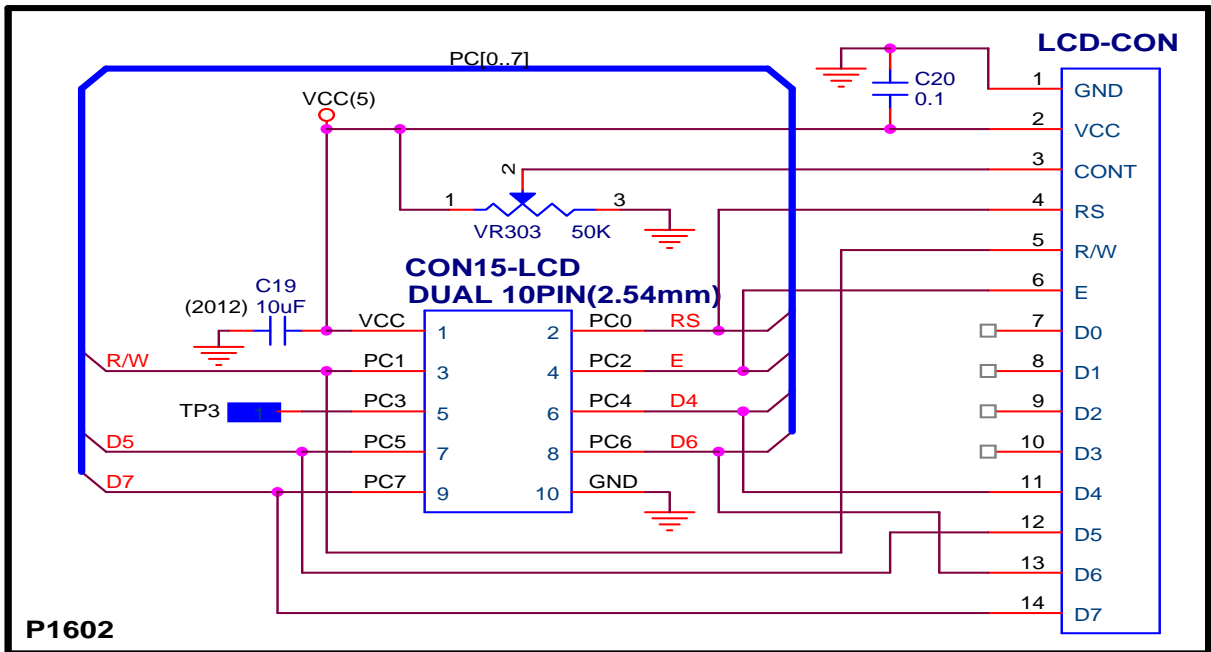 PC[0..7]
LCD-CON
VCC(5)
C20
0.1
1 GND
2 VCC
3 CONT
4 RS
5 R/W
6 E
7 D0
8 D1
9 D2
10 D3
11 D4
12 D5
13 D6
14 D7
2
1 3
VR303 50K
CON15-LCD
DUAL 10PIN(2.54mm)
C19
(2012) 10uF
VCC 1 2 PC0 RS
R/W PC1 3 4 PC2 E
TP3 1 PC3 5 6 PC4 D4
D5 PC5 7 8 PC6 D6
D7 PC7 9 10 GND
P1602